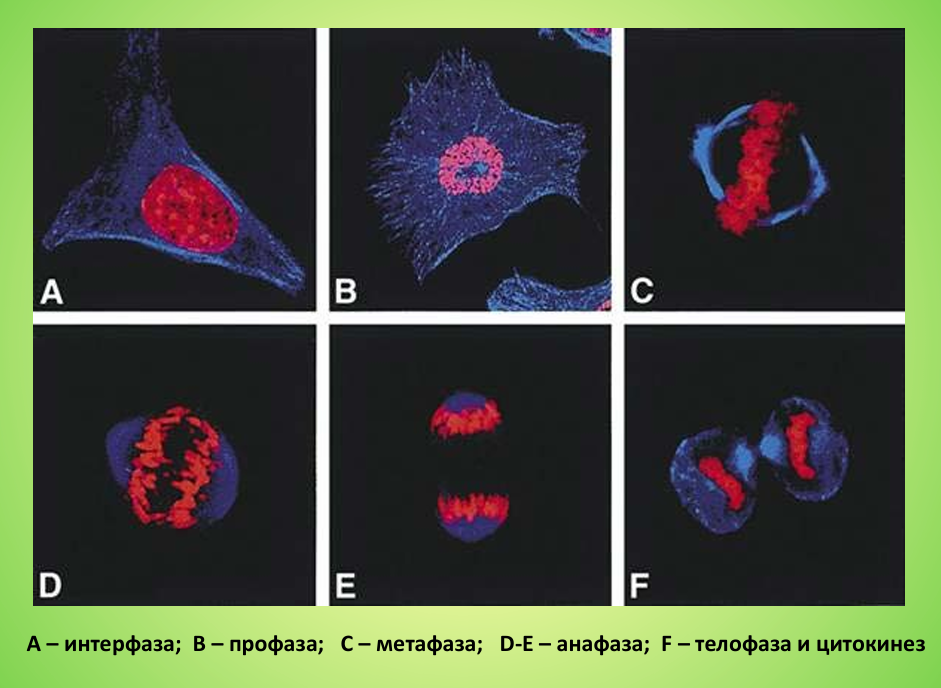 A
B
C
D
E
F
A – интерфаза; B – профаза; C – метафаза; D-E – анафаза; F – телофаза и цитокинез